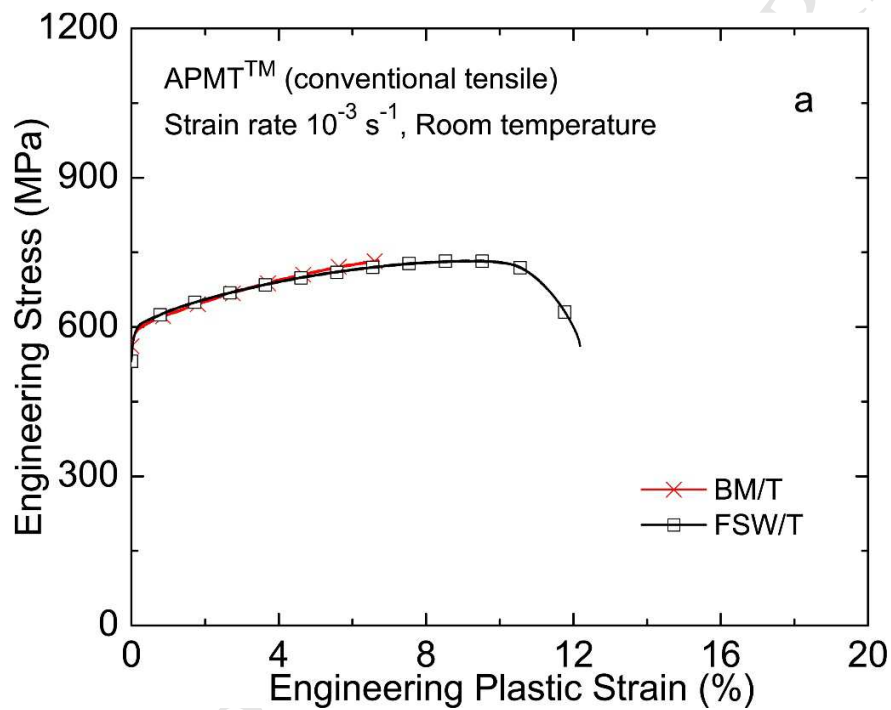 1200
900
600
300
0
Engineering Stress (MPa)
APMT™ (conventional tensile)
Strain rate 10⁻³ s⁻¹, Room temperature
a
BM/T
FSW/T
0 4 8 12 16 20
Engineering Plastic Strain (%)